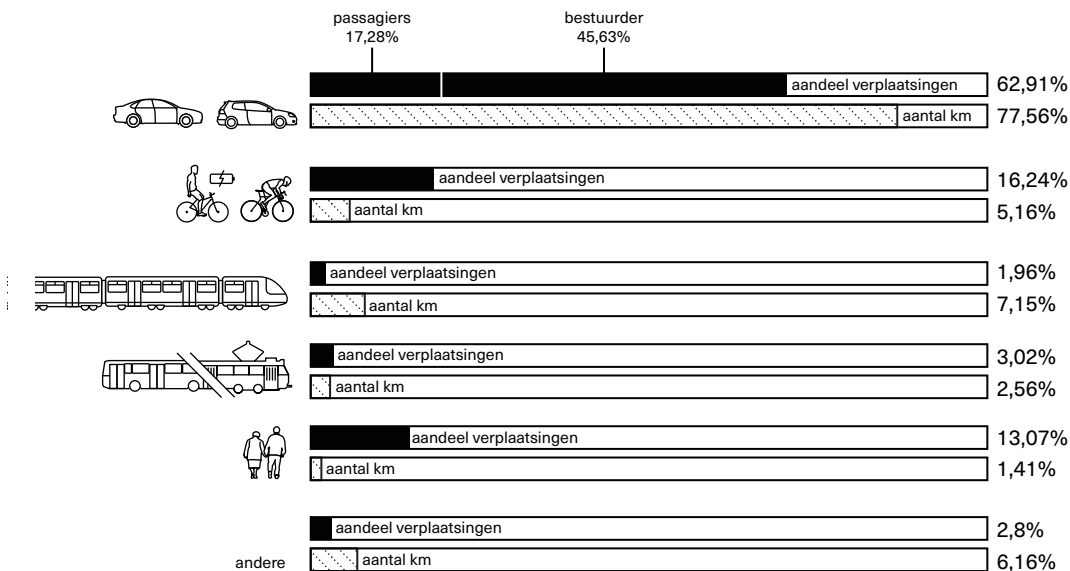 passagiers
17,28%
bestuurder
45,63%
aandeel verplaatsingen 62,91%
aantal km 77,56%
aandeel verplaatsingen 16,24%
aantal km 5,16%
aandeel verplaatsingen 1,96%
aantal km 7,15%
aandeel verplaatsingen 3,02%
aantal km 2,56%
aandeel verplaatsingen 13,07%
aantal km 1,41%
aandeel verplaatsingen 2,8%
andere aantal km 6,16%